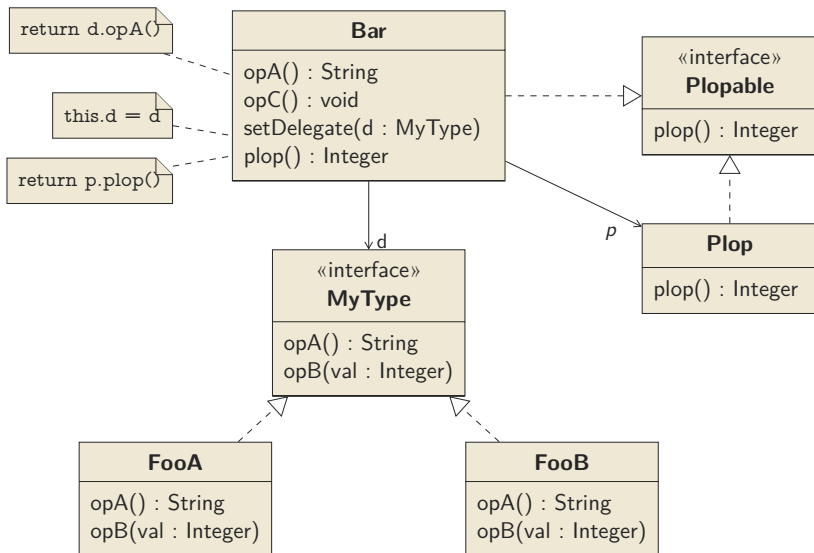 return d.opA()
this.d = d
return p.plop()
Bar
opA() : String
opC() : void
setDelegate(d : MyType)
plop() : Integer
«interface»
Plopable
plop() : Integer
d
p
Plop
plop() : Integer
«interface»
MyType
opA() : String
opB(val : Integer)
FooA
opA() : String
opB(val : Integer)
FooB
opA() : String
opB(val : Integer)